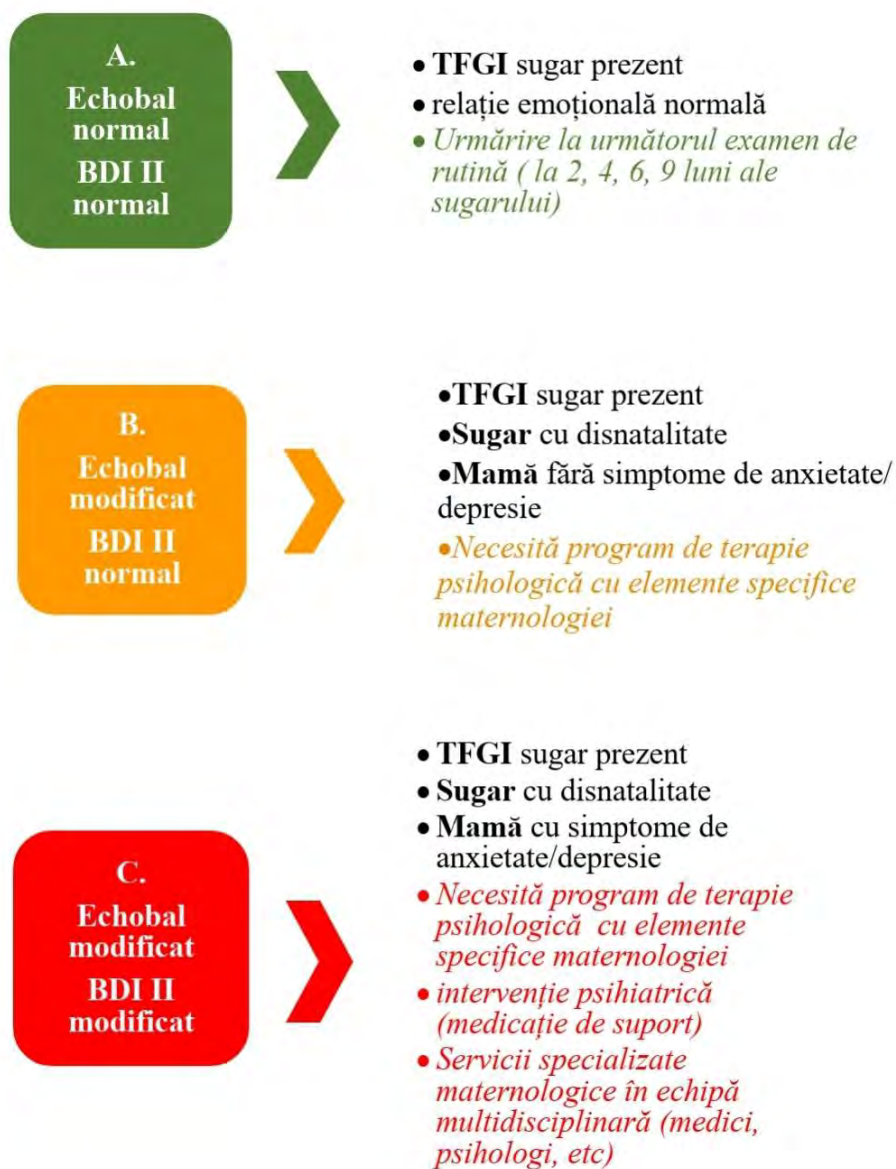 A.
Echobal
normal
BDI II
normal
• TFGI sugar prezent
• relație emoțională normală
• Urmărire la următorul examen de
rutină ( la 2, 4, 6, 9 luni ale
sugarului)
B.
Echobal
modificat
BDI II
normal
•TFGI sugar prezent
•Sugar cu disnatalitate
•Mamă fără simptome de anxietate/
depresie
•Necesită program de terapie
psihologică cu elemente specifice
maternologiei
C.
Echobal
modificat
BDI II
modificat
• TFGI sugar prezent
• Sugar cu disnatalitate
• Mamă cu simptome de
anxietate/depresie
• Necesită program de terapie
psihologică cu elemente
specifice maternologiei
• intervenție psihiatrică
(medicație de suport)
• Servicii specializate
maternologice în echipă
multidisciplinară (medici,
psihologi, etc)